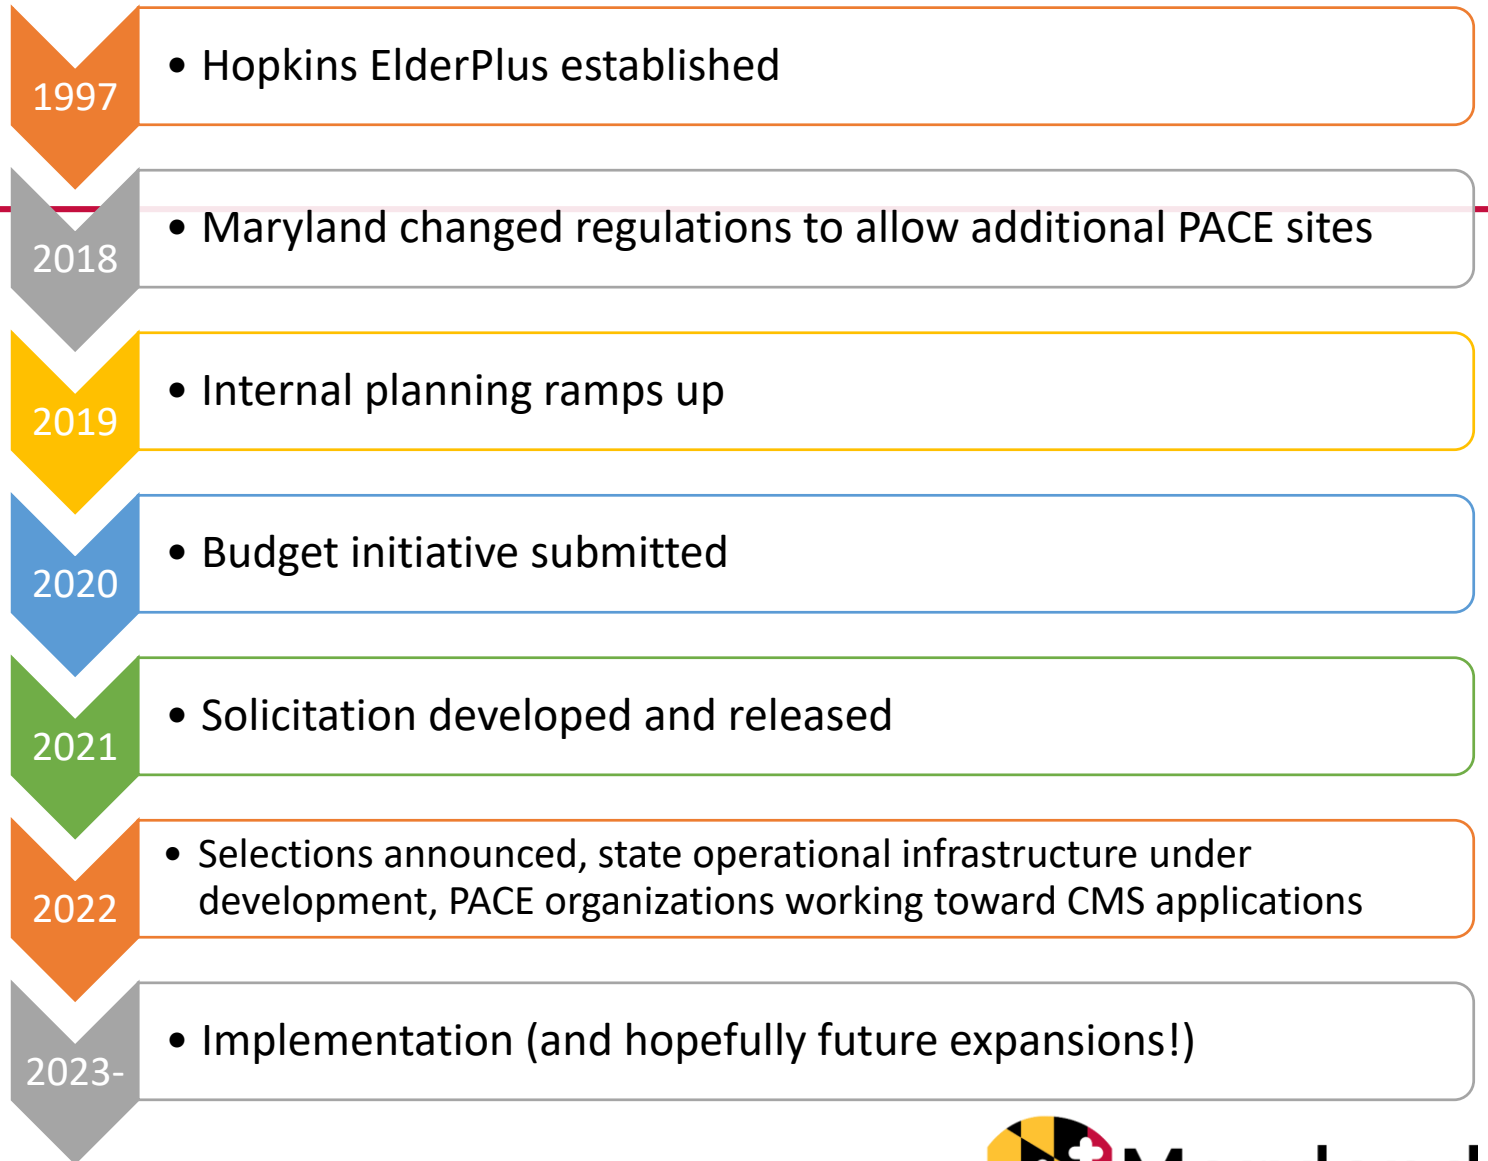 1997
• Hopkins ElderPlus established
2018
• Maryland changed regulations to allow additional PACE sites
2019
• Internal planning ramps up
2020
• Budget initiative submitted
2021
• Solicitation developed and released
2022
• Selections announced, state operational infrastructure under
development, PACE organizations working toward CMS applications
2023-
• Implementation (and hopefully future expansions!)